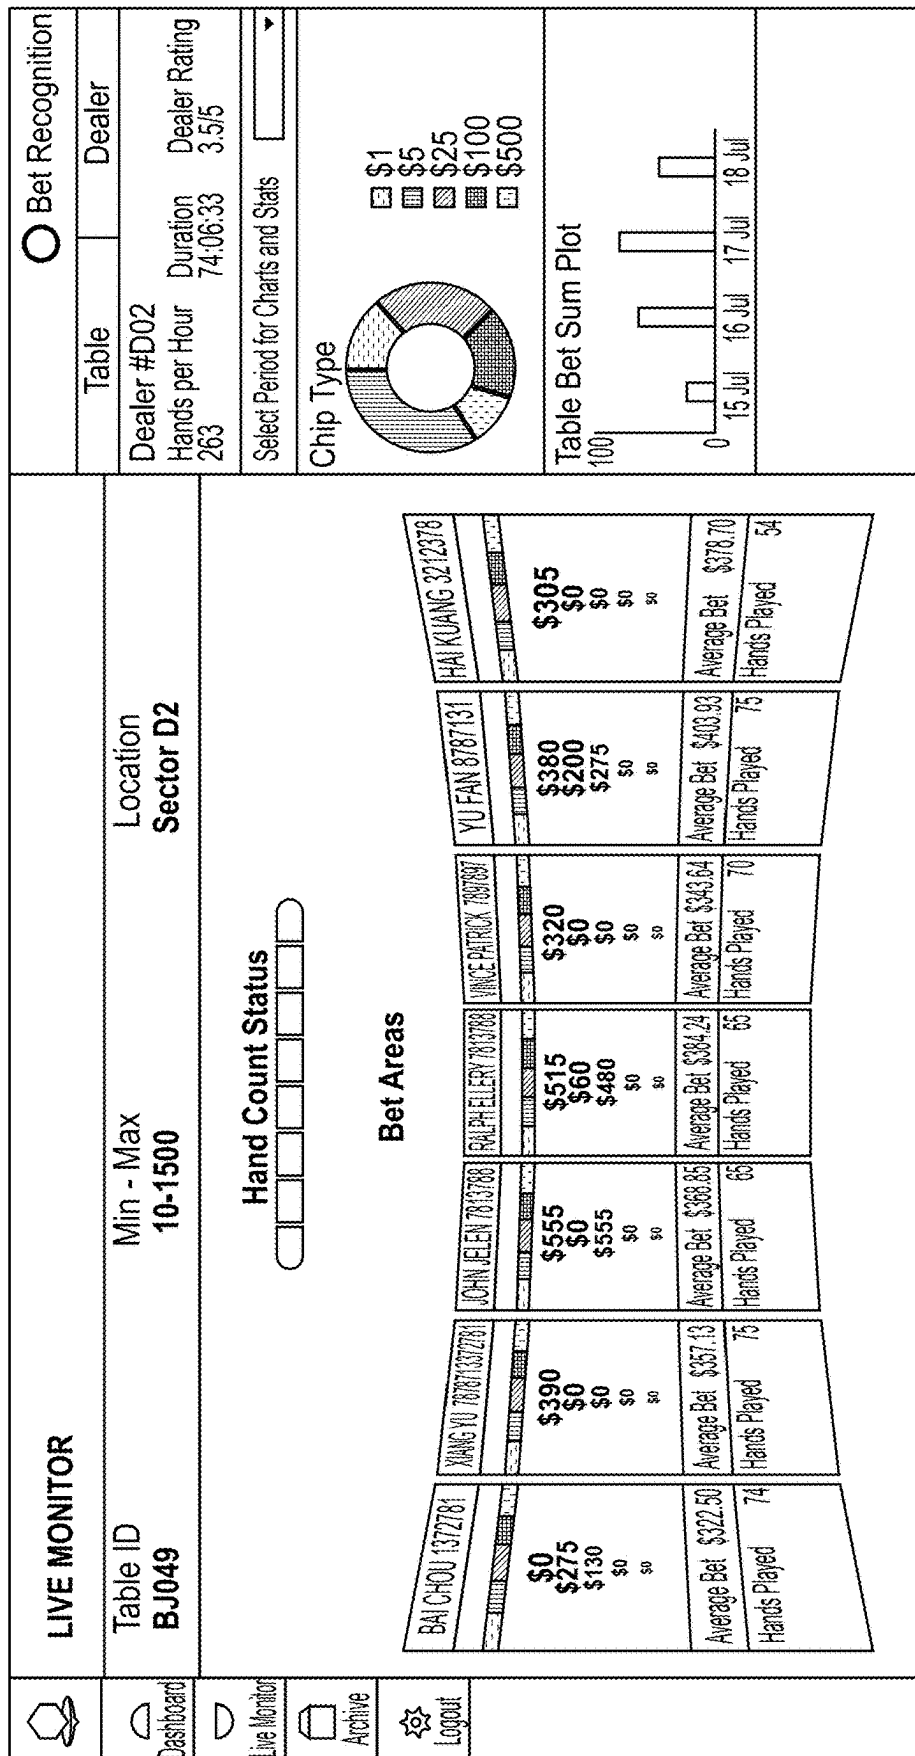 Dashboard
Live Monitor
Archive
Logout
LIVE MONITOR
Table ID
BJ049
Min - Max
10-1500
Location
Sector D2
Hand Count Status
Bet Areas
BAI CHOU 1372781
$0
$275
$130
$0
$0
Average Bet $322.50
Hands Played 74
XIANG YU 7878713372781
$390
$0
$0
$0
$0
Average Bet $357.13
Hands Played 75
JOHN JELEN 7813788
$555
$0
$555
$0
$0
Average Bet $368.85
Hands Played 65
RALPH ELLERY 7813788
$515
$60
$480
$0
$0
Average Bet $384.24
Hands Played 65
VINCE PATRICK 7897897
$320
$0
$0
$0
$0
Average Bet $343.64
Hands Played 70
YU FAN 8787131
$380
$200
$275
$0
$0
Average Bet $403.93
Hands Played 75
HAI KUANG 3212378
$305
$0
$0
$0
$0
Average Bet $378.70
Hands Played 54
Bet Recognition
Table Dealer
Dealer #D02
Hands per Hour Duration Dealer Rating
263 74:06:33 3.5/5
Select Period for Charts and Stats
Chip Type
$1
$5
$25
$100
$500
Table Bet Sum Plot
100
0
15 Jul 16 Jul 17 Jul 18 Jul